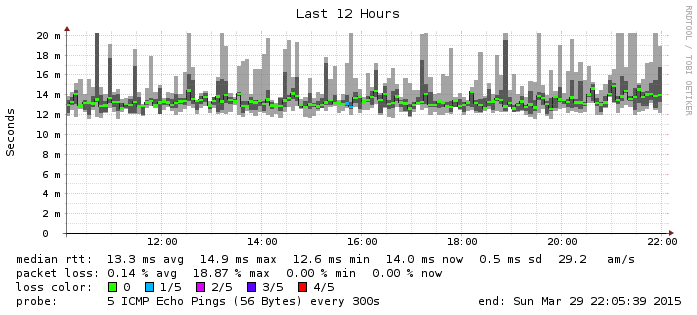 Last 12 Hours
RRDTOOL / TOBI OETIKER
Seconds
20 m
18 m
16 m
14 m
12 m
10 m
8 m
6 m
4 m
2 m
0
12:00 14:00 16:00 18:00 20:00 22:00
median rtt: 13.3 ms avg 14.9 ms max 12.6 ms min 14.0 ms now 0.5 ms sd 29.2 am/s
packet loss: 0.14 % avg 18.87 % max 0.00 % min 0.00 % now
loss color: 0 1/5 2/5 3/5 4/5
probe: 5 ICMP Echo Pings (56 Bytes) every 300s end: Sun Mar 29 22:05:39 2015